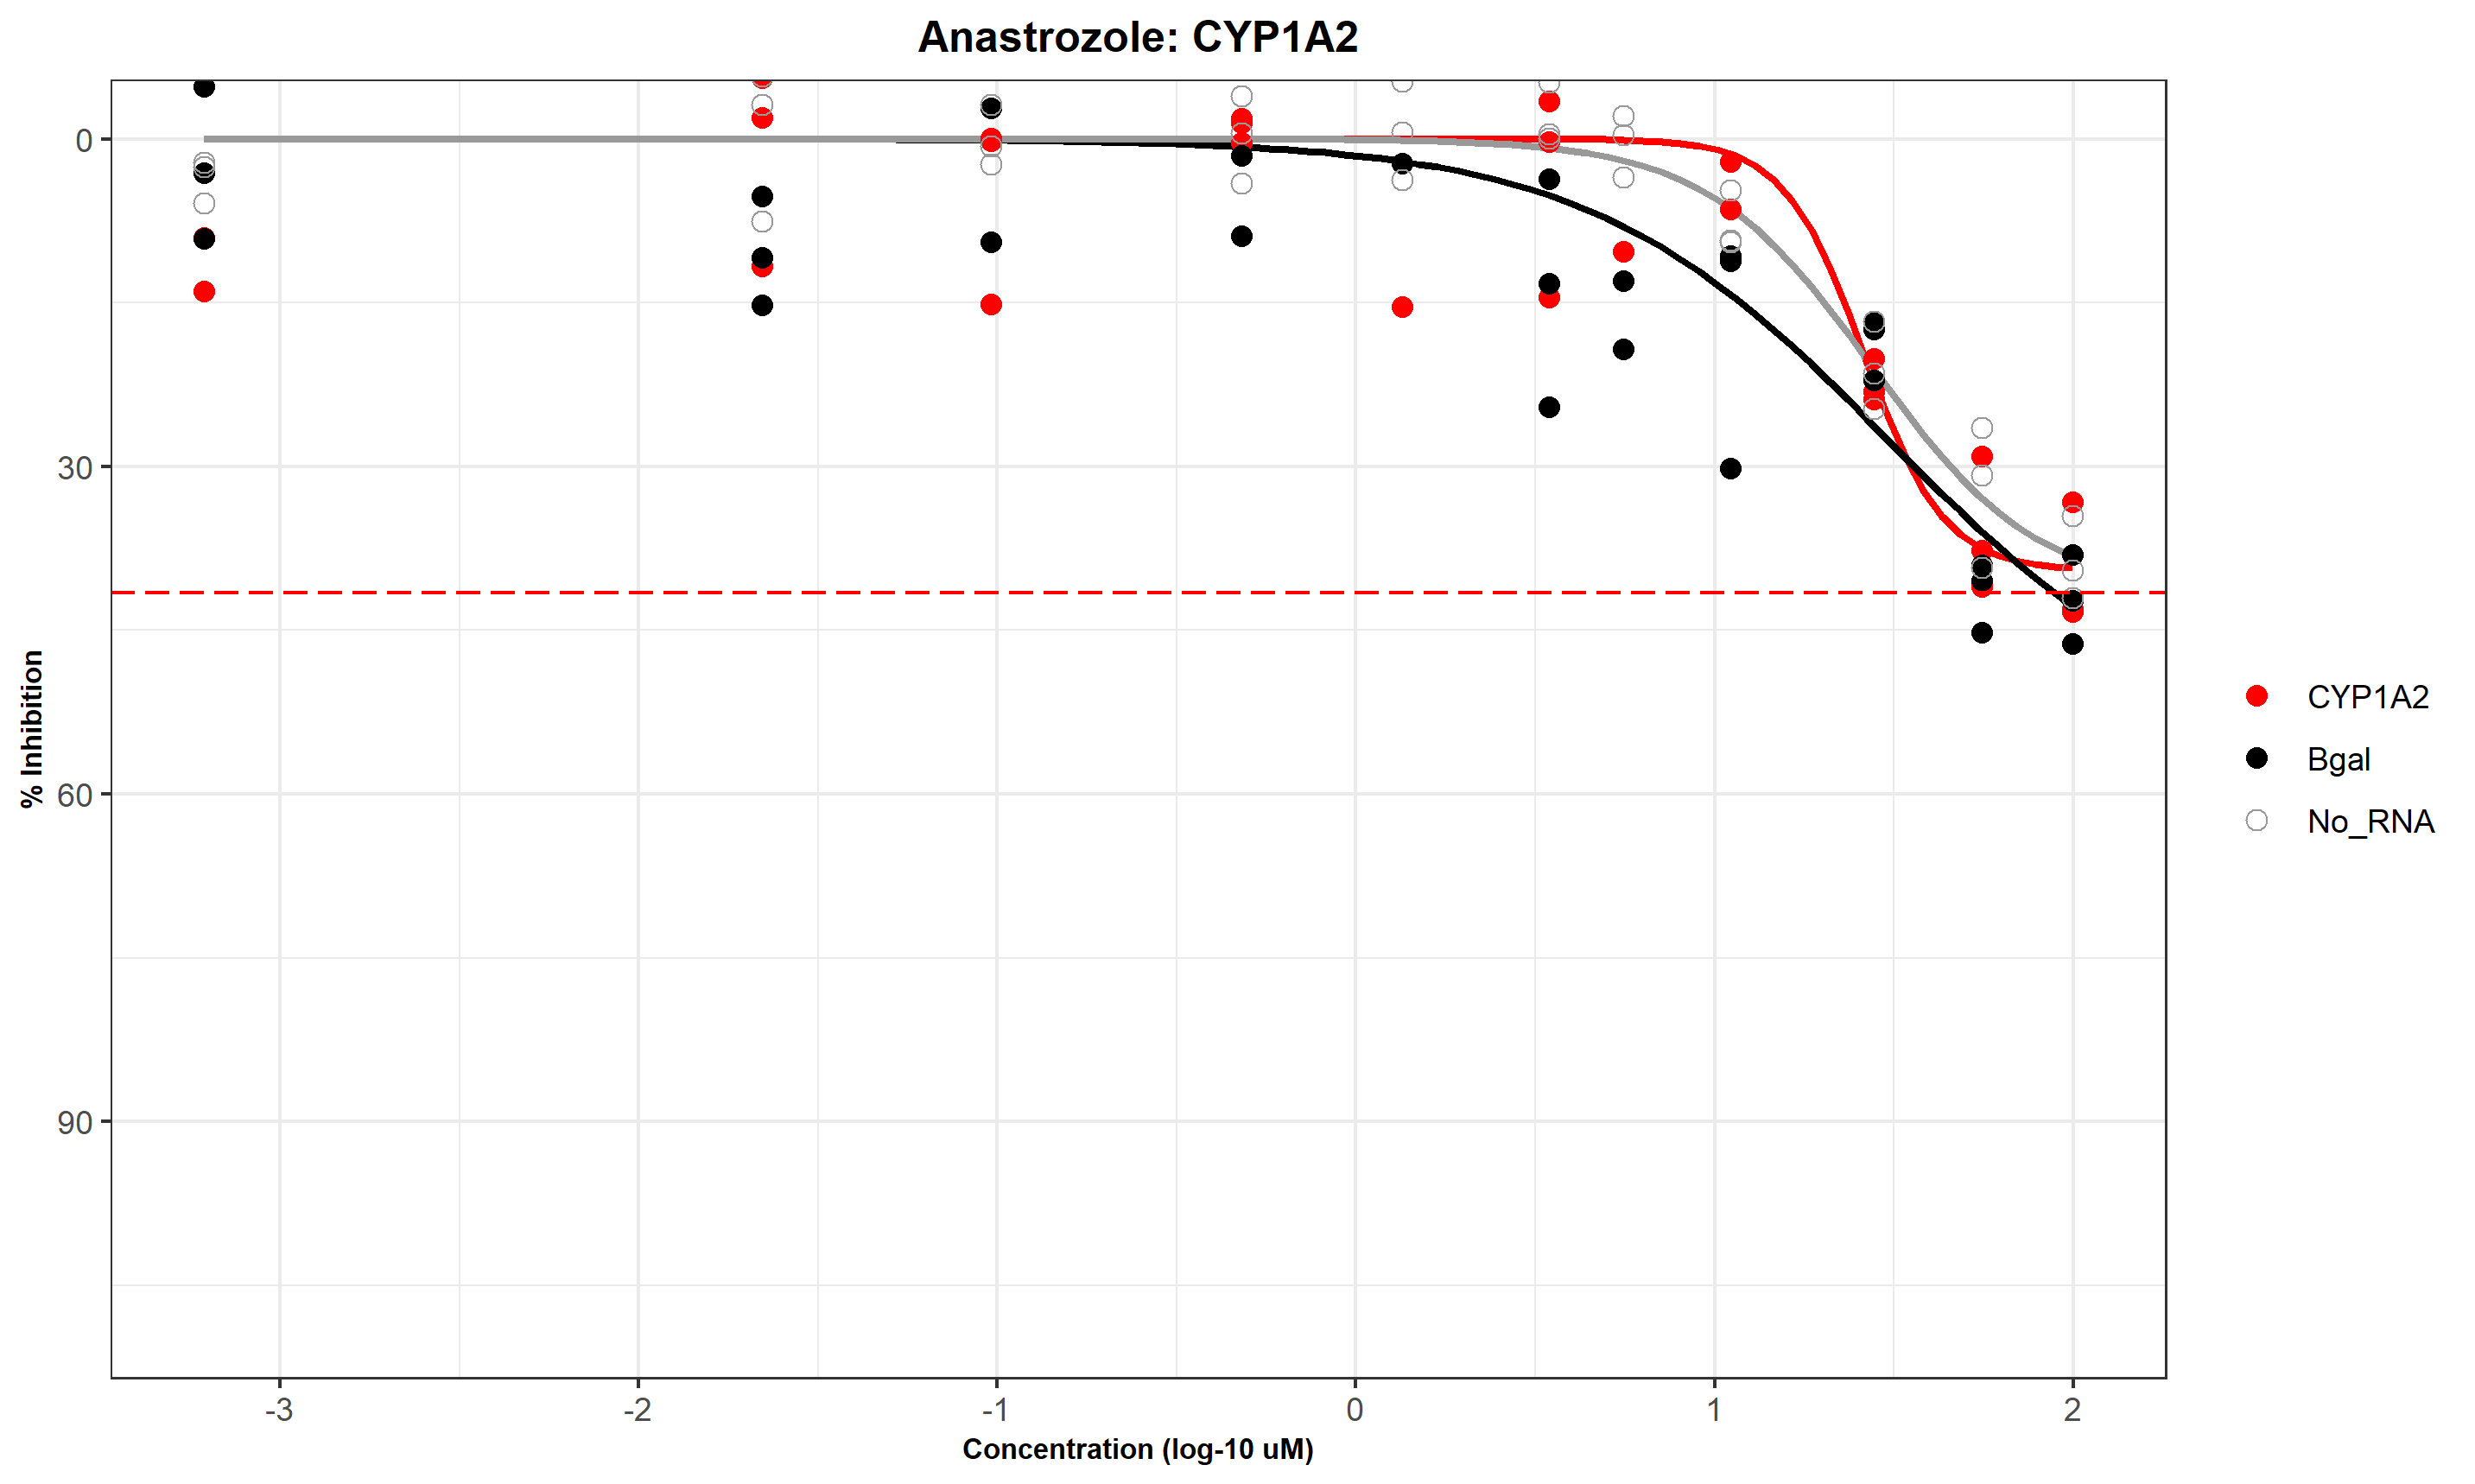 Anastrozole: CYP1A2
0
30
60
90
% Inhibition
-3 -2 -1 0 1 2
Concentration (log-10 uM)
CYP1A2
Bgal
No_RNA